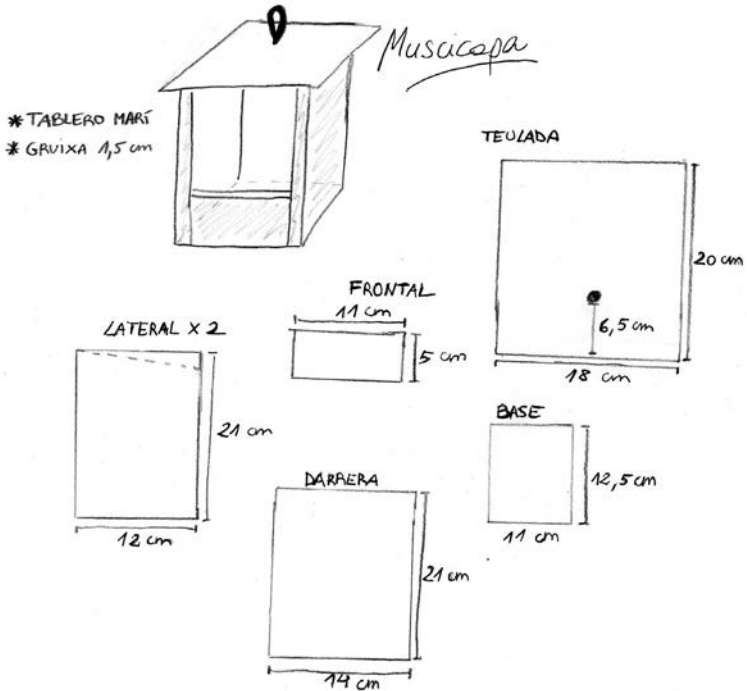 Muscicapa
* TABLERO MARÍ
* GRUIXA 1,5 cm
TEULADA
20 cm
6,5 cm
18 cm
FRONTAL
11 cm
5 cm
LATERAL X 2
21 cm
12 cm
BASE
12,5 cm
11 cm
DARRERA
21 cm
14 cm